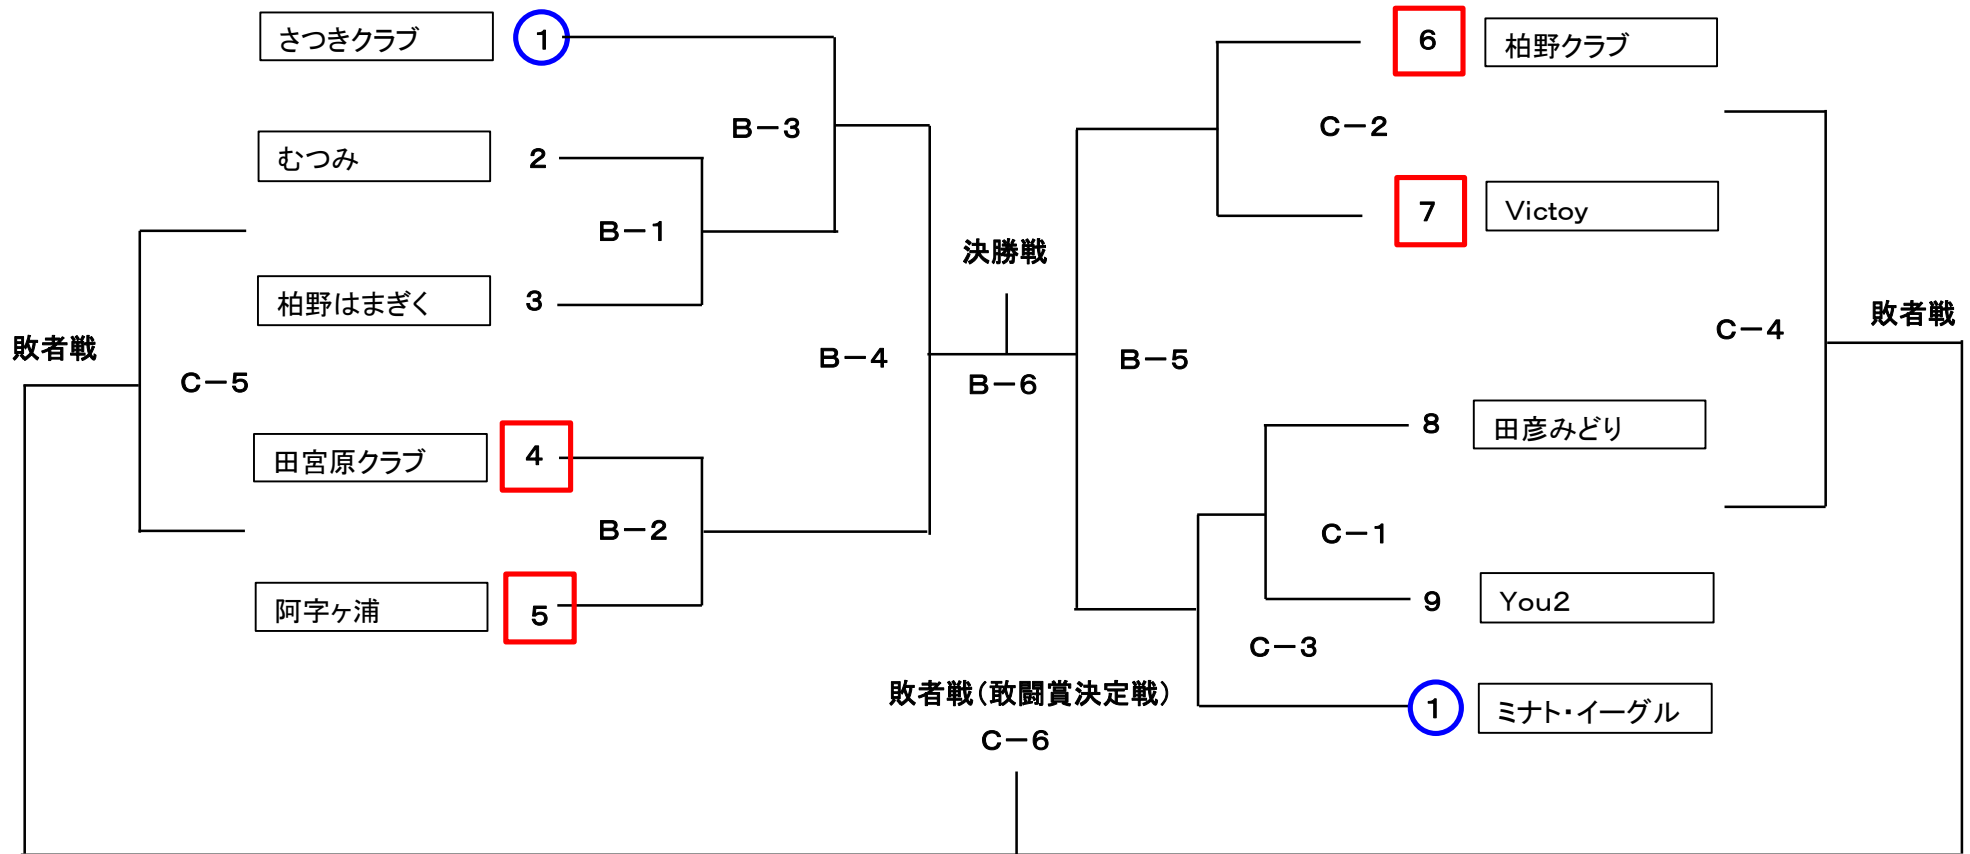 さつきクラブ 1
むつみ 2
柏野はまぎく 3
田宮原クラブ 4
阿字ヶ浦 5
B－3
B－1
B－4
B－2
敗者戦
C－5
決勝戦
B－6
6 柏野クラブ
7 Victoy
8 田彦みどり
9 You2
1 ミナト・イーグル
C－2
B－5
C－1
C－3
C－4
敗者戦
敗者戦（敢闘賞決定戦）
C－6